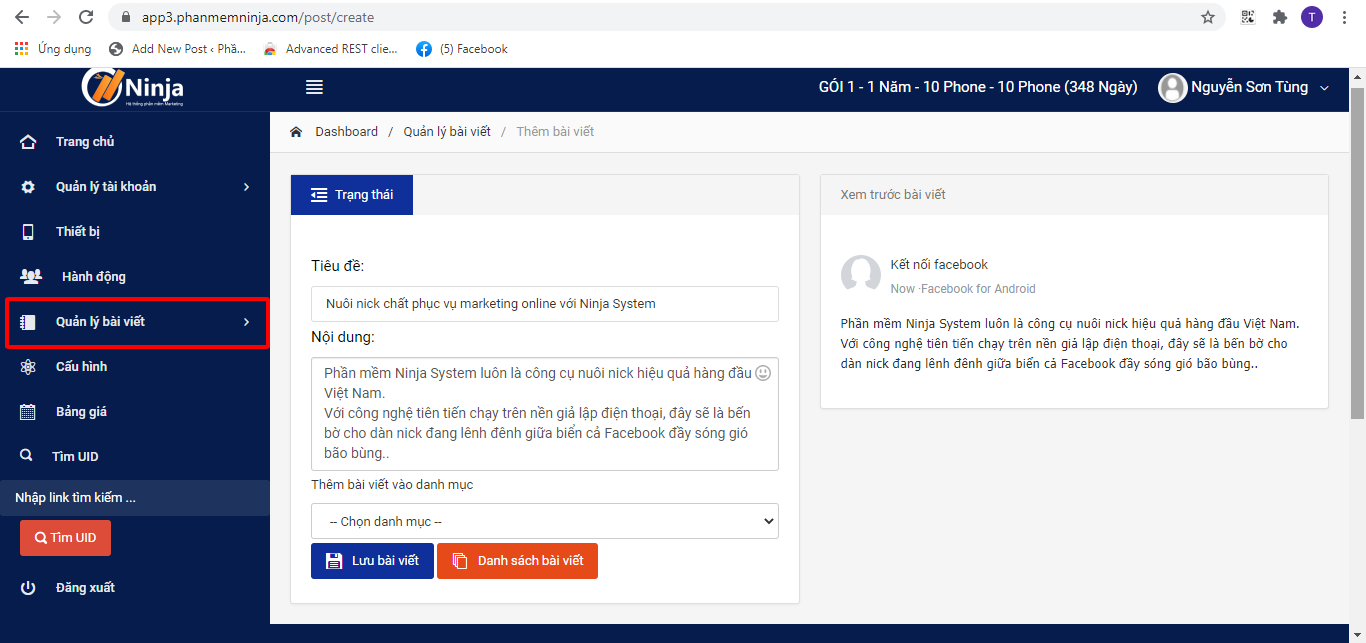 app3.phanmemninja.com/post/create
T
Ứng dụng
Add New Post ‹ Phầ...
Advanced REST clie...
(5) Facebook
Ninja
Hệ thống phần mềm Marketing
GÓI 1 - 1 Năm - 10 Phone - 10 Phone (348 Ngày)
Nguyễn Sơn Tùng
Trang chủ
Quản lý tài khoản
Thiết bị
Hành động
Quản lý bài viết
Cấu hình
Bảng giá
Tìm UID
Nhập link tìm kiếm ...
Tìm UID
Đăng xuất
Dashboard / Quản lý bài viết / Thêm bài viết
Trạng thái
Tiêu đề:
Nuôi nick chất phục vụ marketing online với Ninja System
Nội dung:
Phần mềm Ninja System luôn là công cụ nuôi nick hiệu quả hàng đầu
Việt Nam.
Với công nghệ tiên tiến chạy trên nền giả lập điện thoại, đây sẽ là bến
bờ cho dàn nick đang lênh đênh giữa biển cả Facebook đầy sóng gió
bão bùng..
Thêm bài viết vào danh mục
-- Chọn danh mục --
Lưu bài viết
Danh sách bài viết
Xem trước bài viết
Kết nối facebook
Now ·Facebook for Android
Phần mềm Ninja System luôn là công cụ nuôi nick hiệu quả hàng đầu Việt Nam.
Với công nghệ tiên tiến chạy trên nền giả lập điện thoại, đây sẽ là bến bờ cho
dàn nick đang lênh đênh giữa biển cả Facebook đầy sóng gió bão bùng..